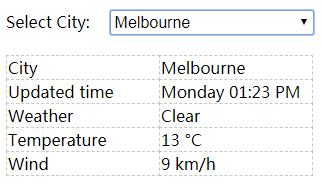 Select City: Melbourne
City Melbourne
Updated time Monday 01:23 PM
Weather Clear
Temperature 13 °C
Wind 9 km/h